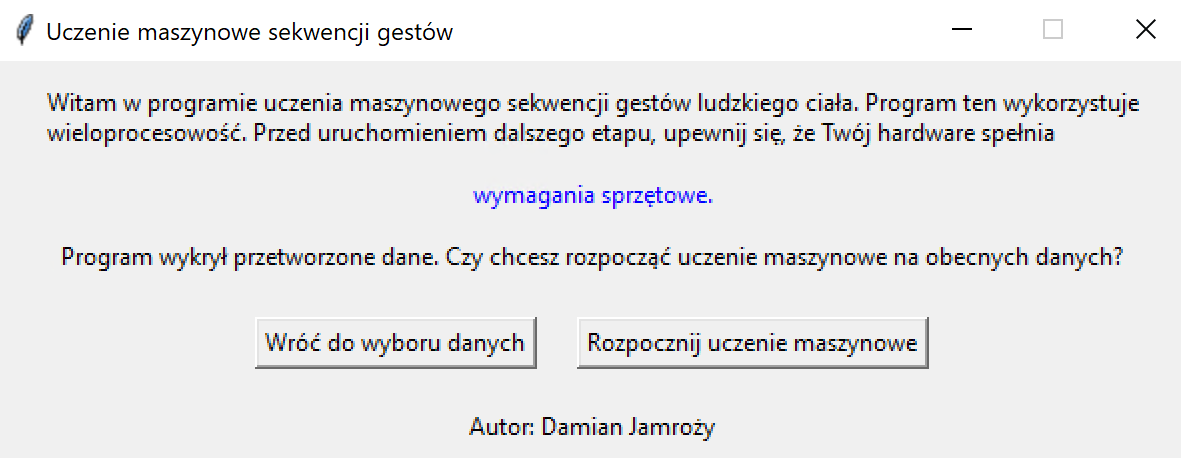 Uczenie maszynowe sekwencji gestów
Witam w programie uczenia maszynowego sekwencji gestów ludzkiego ciała. Program ten wykorzystuje
wieloprocesowość. Przed uruchomieniem dalszego etapu, upewnij się, że Twój hardware spełnia
wymagania sprzętowe.
Program wykrył przetworzone dane. Czy chcesz rozpocząć uczenie maszynowe na obecnych danych?
Wróć do wyboru danych
Rozpocznij uczenie maszynowe
Autor: Damian Jamroży